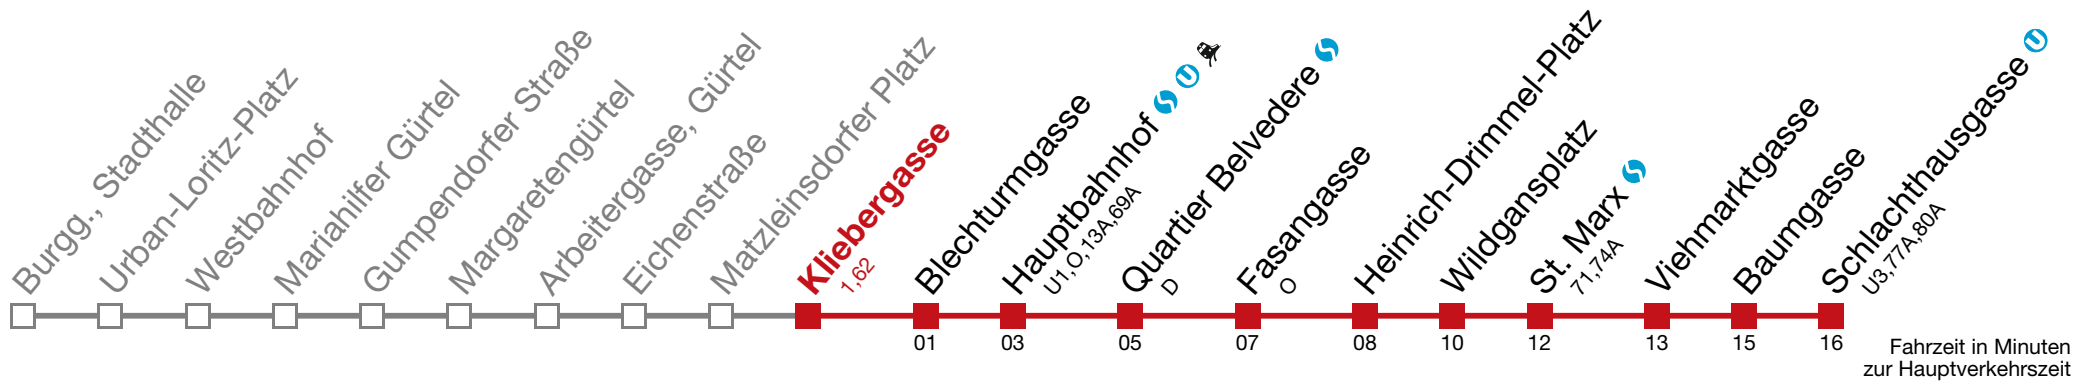 Burgg., Stadthalle
Urban-Loritz-Platz
Westbahnhof
Mariahilfer Gürtel
Gumpendorfer Straße
Margaretengürtel
Arbeitergasse, Gürtel
Eichenstraße
Matzleinsdorfer Platz
Kliebergasse
1,62
Blechturmgasse
01
Hauptbahnhof
U1,O,13A,69A
03
Quartier Belvedere
D
05
Fasangasse
O
07
Heinrich-Drimmel-Platz
08
Wildgansplatz
10
St. Marx
71,74A
12
Viehmarktgasse
13
Baumgasse
15
Schlachthausgasse U
U3,77A,80A
16
Fahrzeit in Minuten
zur Hauptverkehrszeit